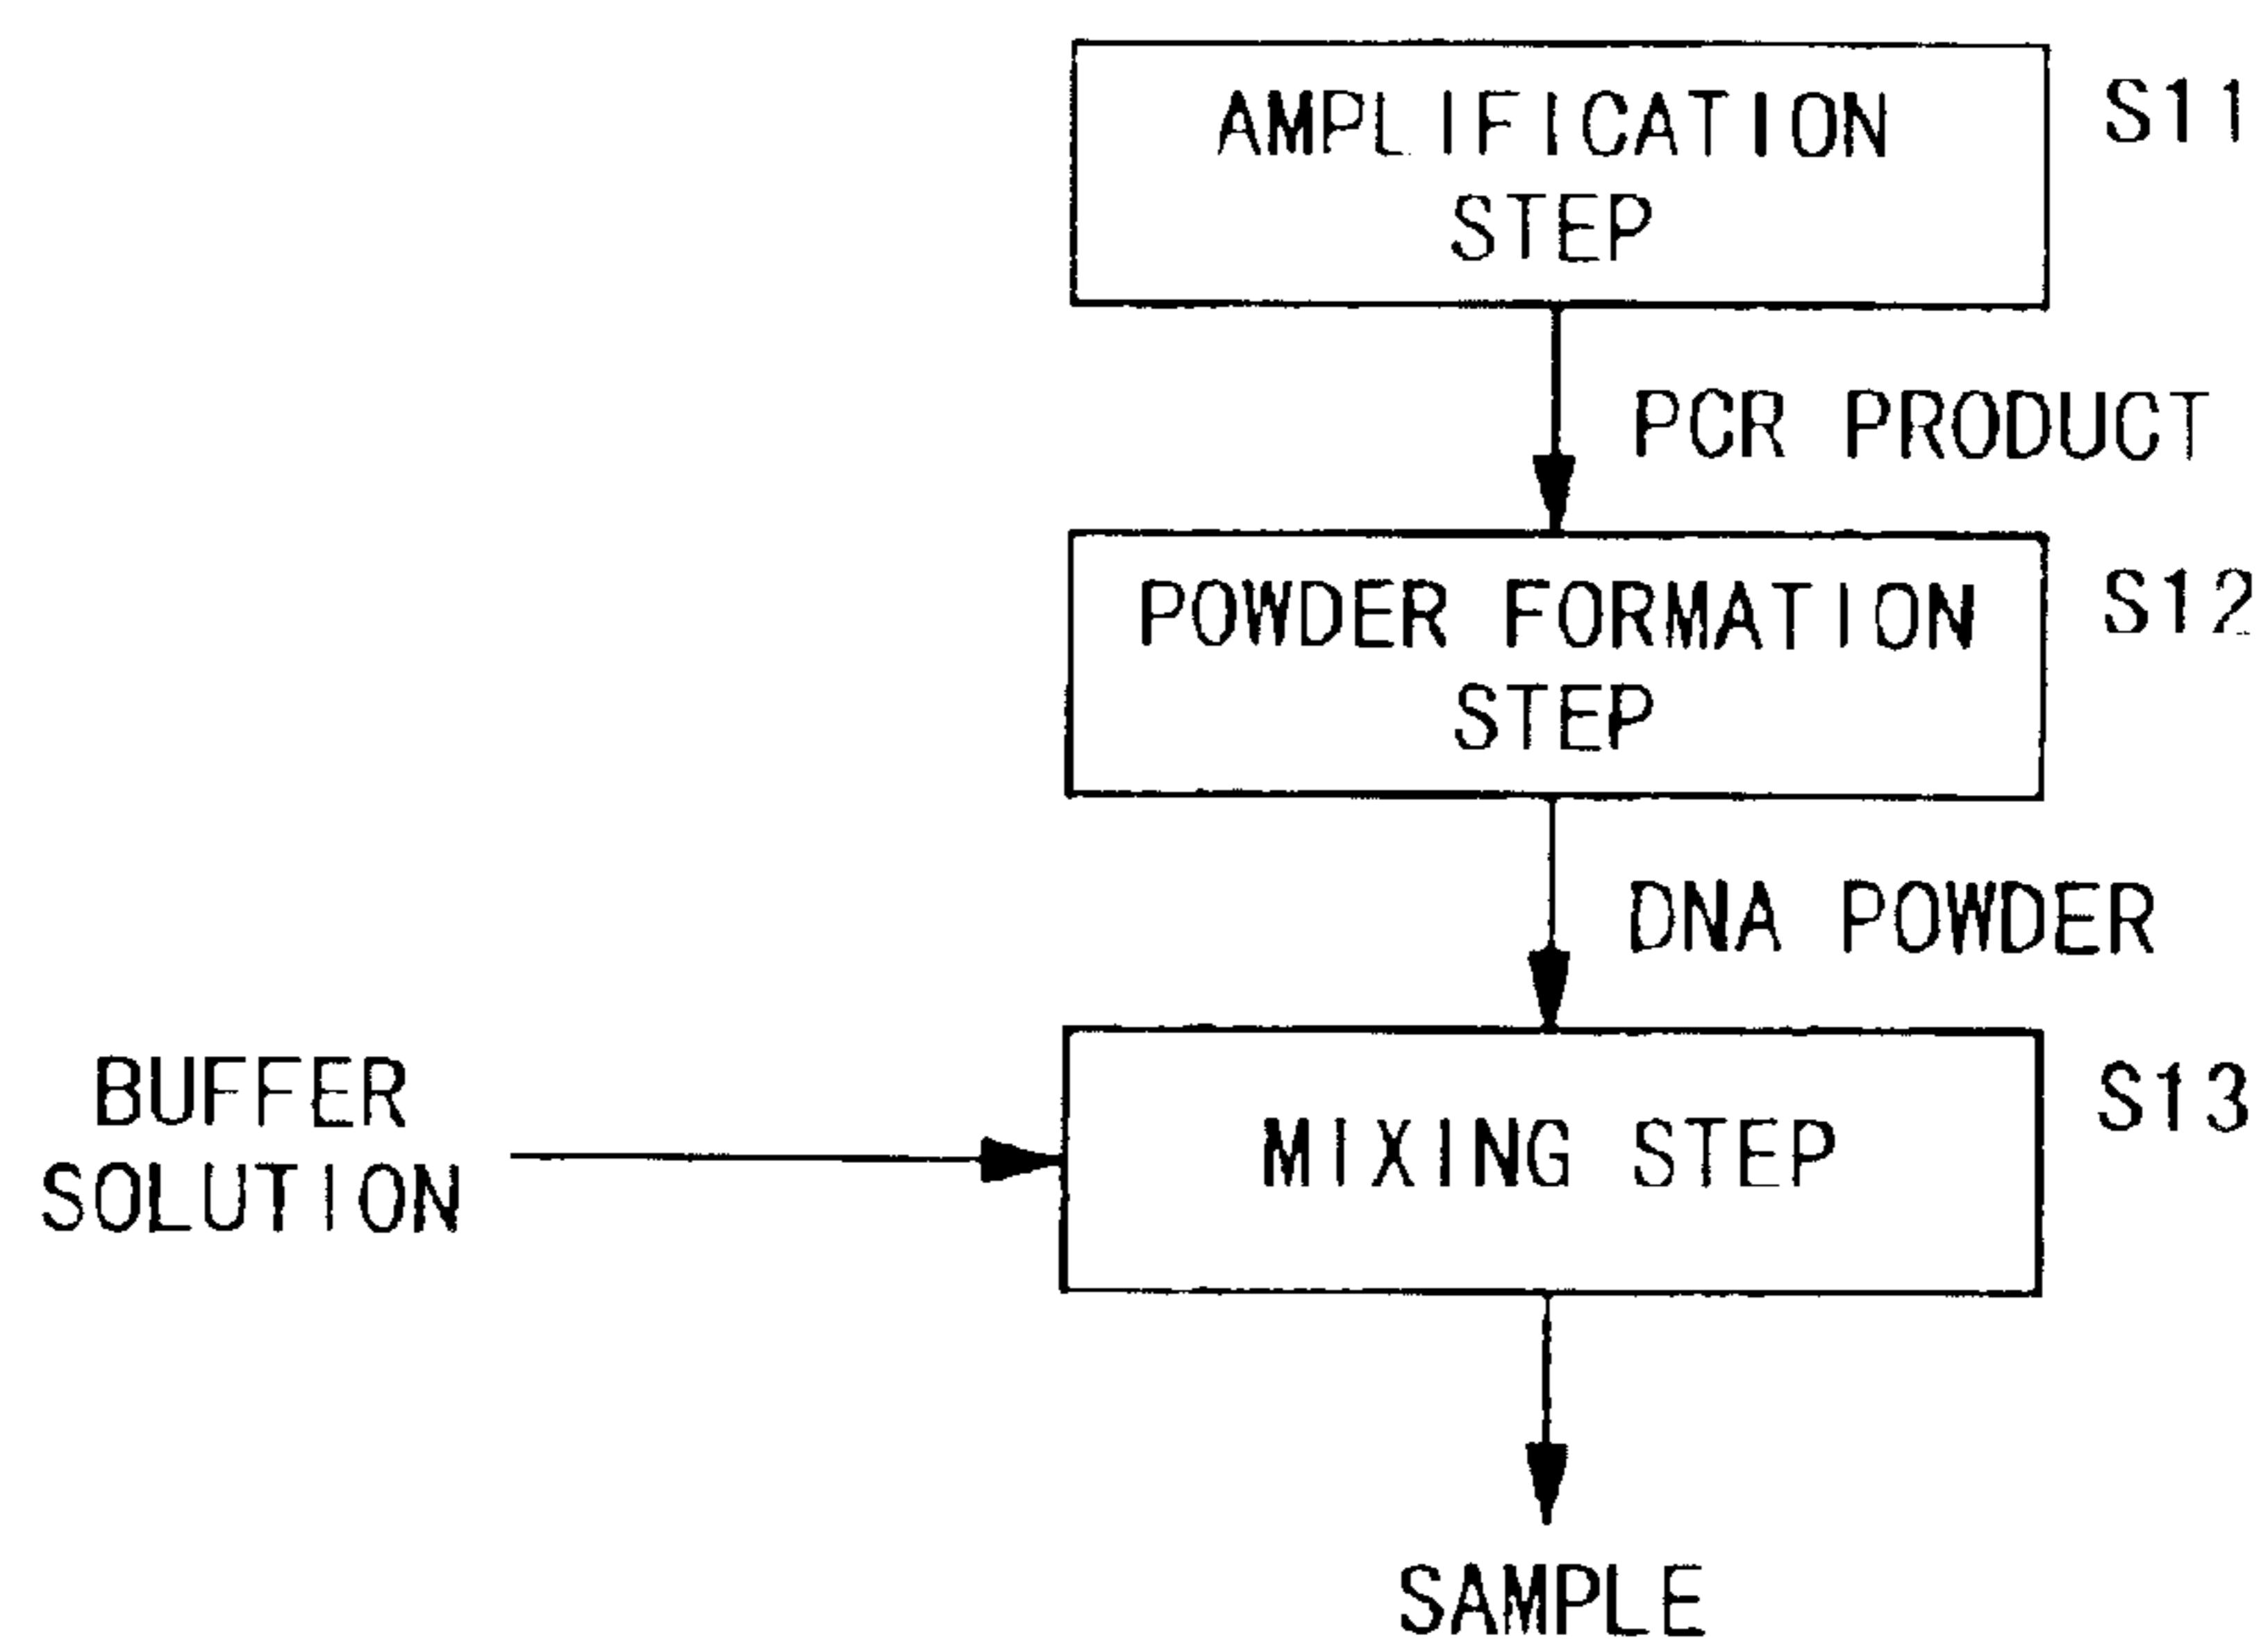 AMPLIFICATION
STEP
S11
PCR PRODUCT
POWDER FORMATION
STEP
S12
DNA POWDER
BUFFER
SOLUTION
MIXING STEP
S13
SAMPLE